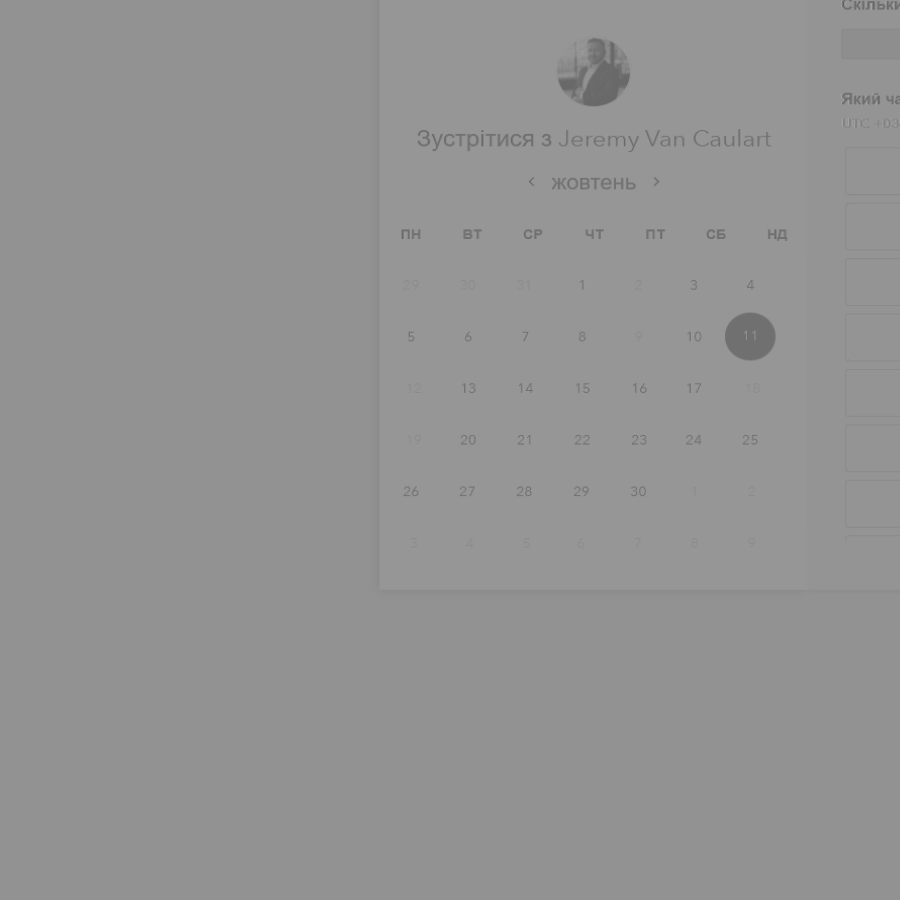 Зустрітися з Jeremy Van Caulart
< жовтень >
ПН ВТ СР ЧТ ПТ СБ НД
29 30 31 1 2 3 4
5 6 7 8 9 10 11
12 13 14 15 16 17 18
19 20 21 22 23 24 25
26 27 28 29 30 1 2
3 4 5 6 7 8 9
Скільки
Який ча
UTC +03